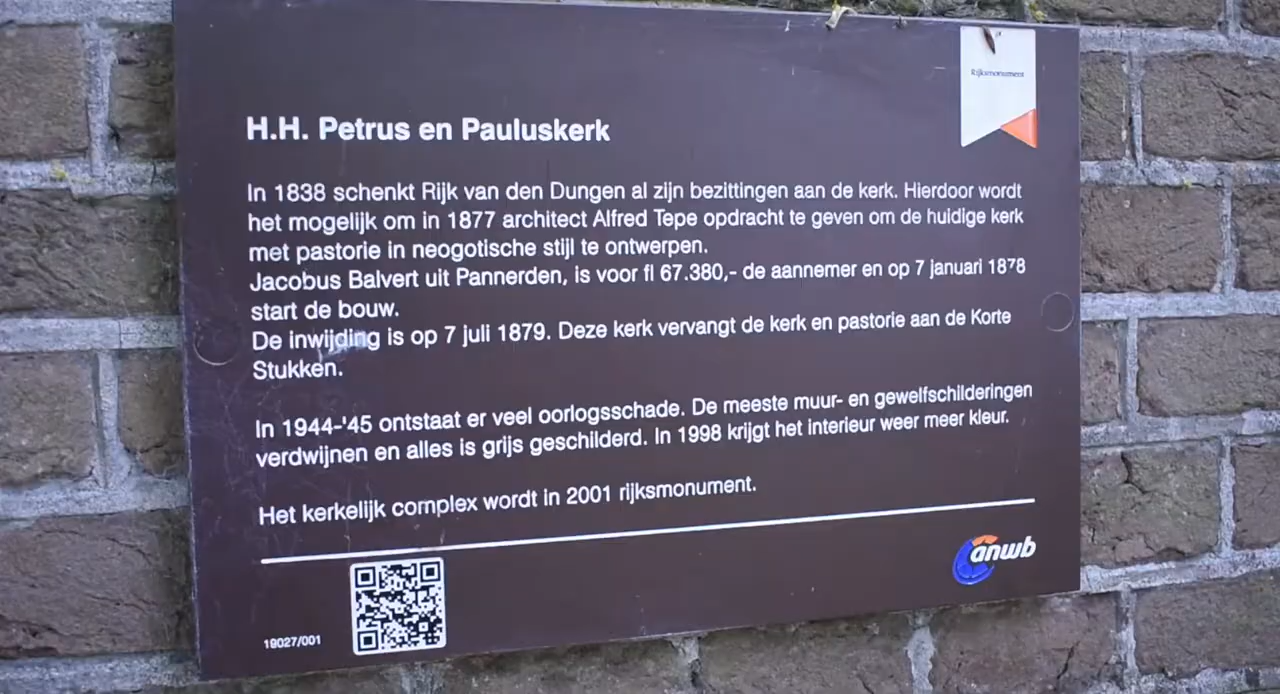 Rijksmonument
H.H. Petrus en Pauluskerk
In 1838 schenkt Rijk van den Dungen al zijn bezittingen aan de kerk. Hierdoor wordt
het mogelijk om in 1877 architect Alfred Tepe opdracht te geven om de huidige kerk
met pastorie in neogotische stijl te ontwerpen.
Jacobus Balvert uit Pannerden, is voor fl 67.380,- de aannemer en op 7 januari 1878
start de bouw.
De inwijding is op 7 juli 1879. Deze kerk vervangt de kerk en pastorie aan de Korte
Stukken.
In 1944-'45 ontstaat er veel oorlogsschade. De meeste muur- en gewelfschilderingen
verdwijnen en alles is grijs geschilderd. In 1998 krijgt het interieur weer meer kleur.
Het kerkelijk complex wordt in 2001 rijksmonument.
anwb
19027/001